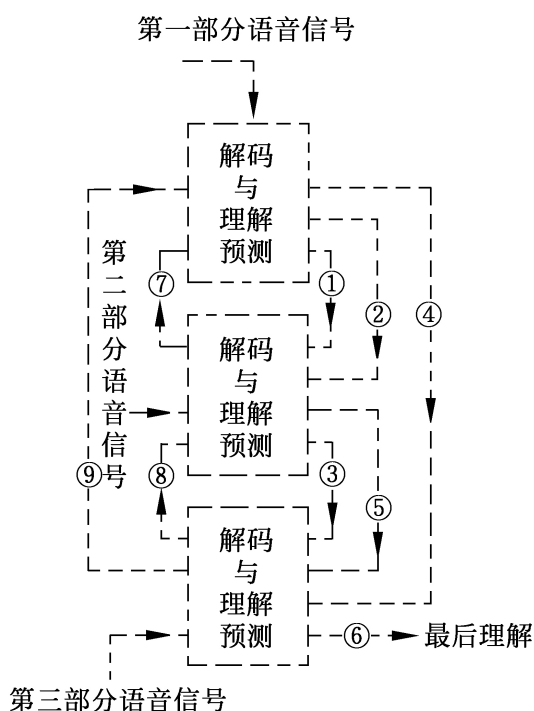 第一部分语音信号
解码
与
理解
预测
第二部分语音信号
⑦
①
②
④
解码
与
理解
预测
⑨
⑧
③
⑤
解码
与
理解
预测
⑥
最后理解
第三部分语音信号